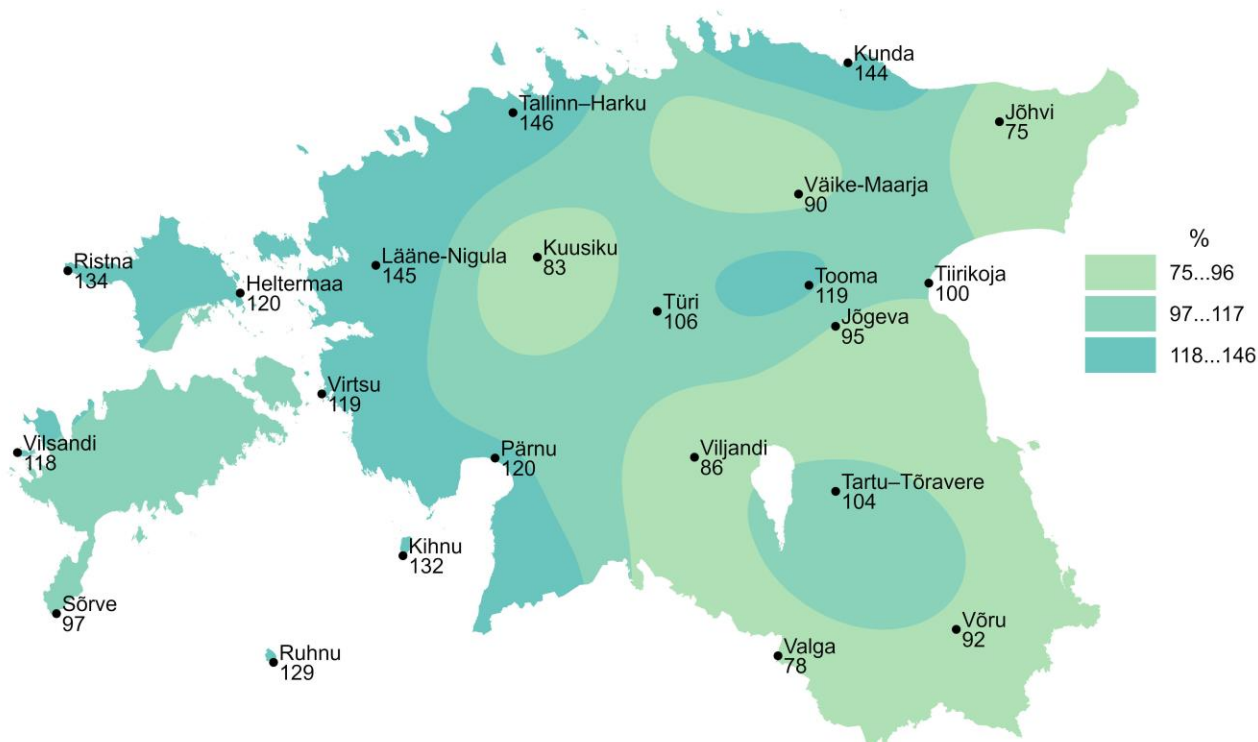 Kunda
144
Tallinn–Harku
146
Jõhvi
75
Väike-Maarja
90
Kuusiku
83
Lääne-Nigula
145
Ristna
134
Heltermaa
120
Tooma
119
Tiirikoja
100
Türi
106
Jõgeva
95
%
75...96
97...117
118...146
Virtsu
119
Vilsandi
118
Pärnu
120
Viljandi
86
Tartu–Tõravere
104
Kihnu
132
Sõrve
97
Ruhnu
129
Valga
78
Võru
92